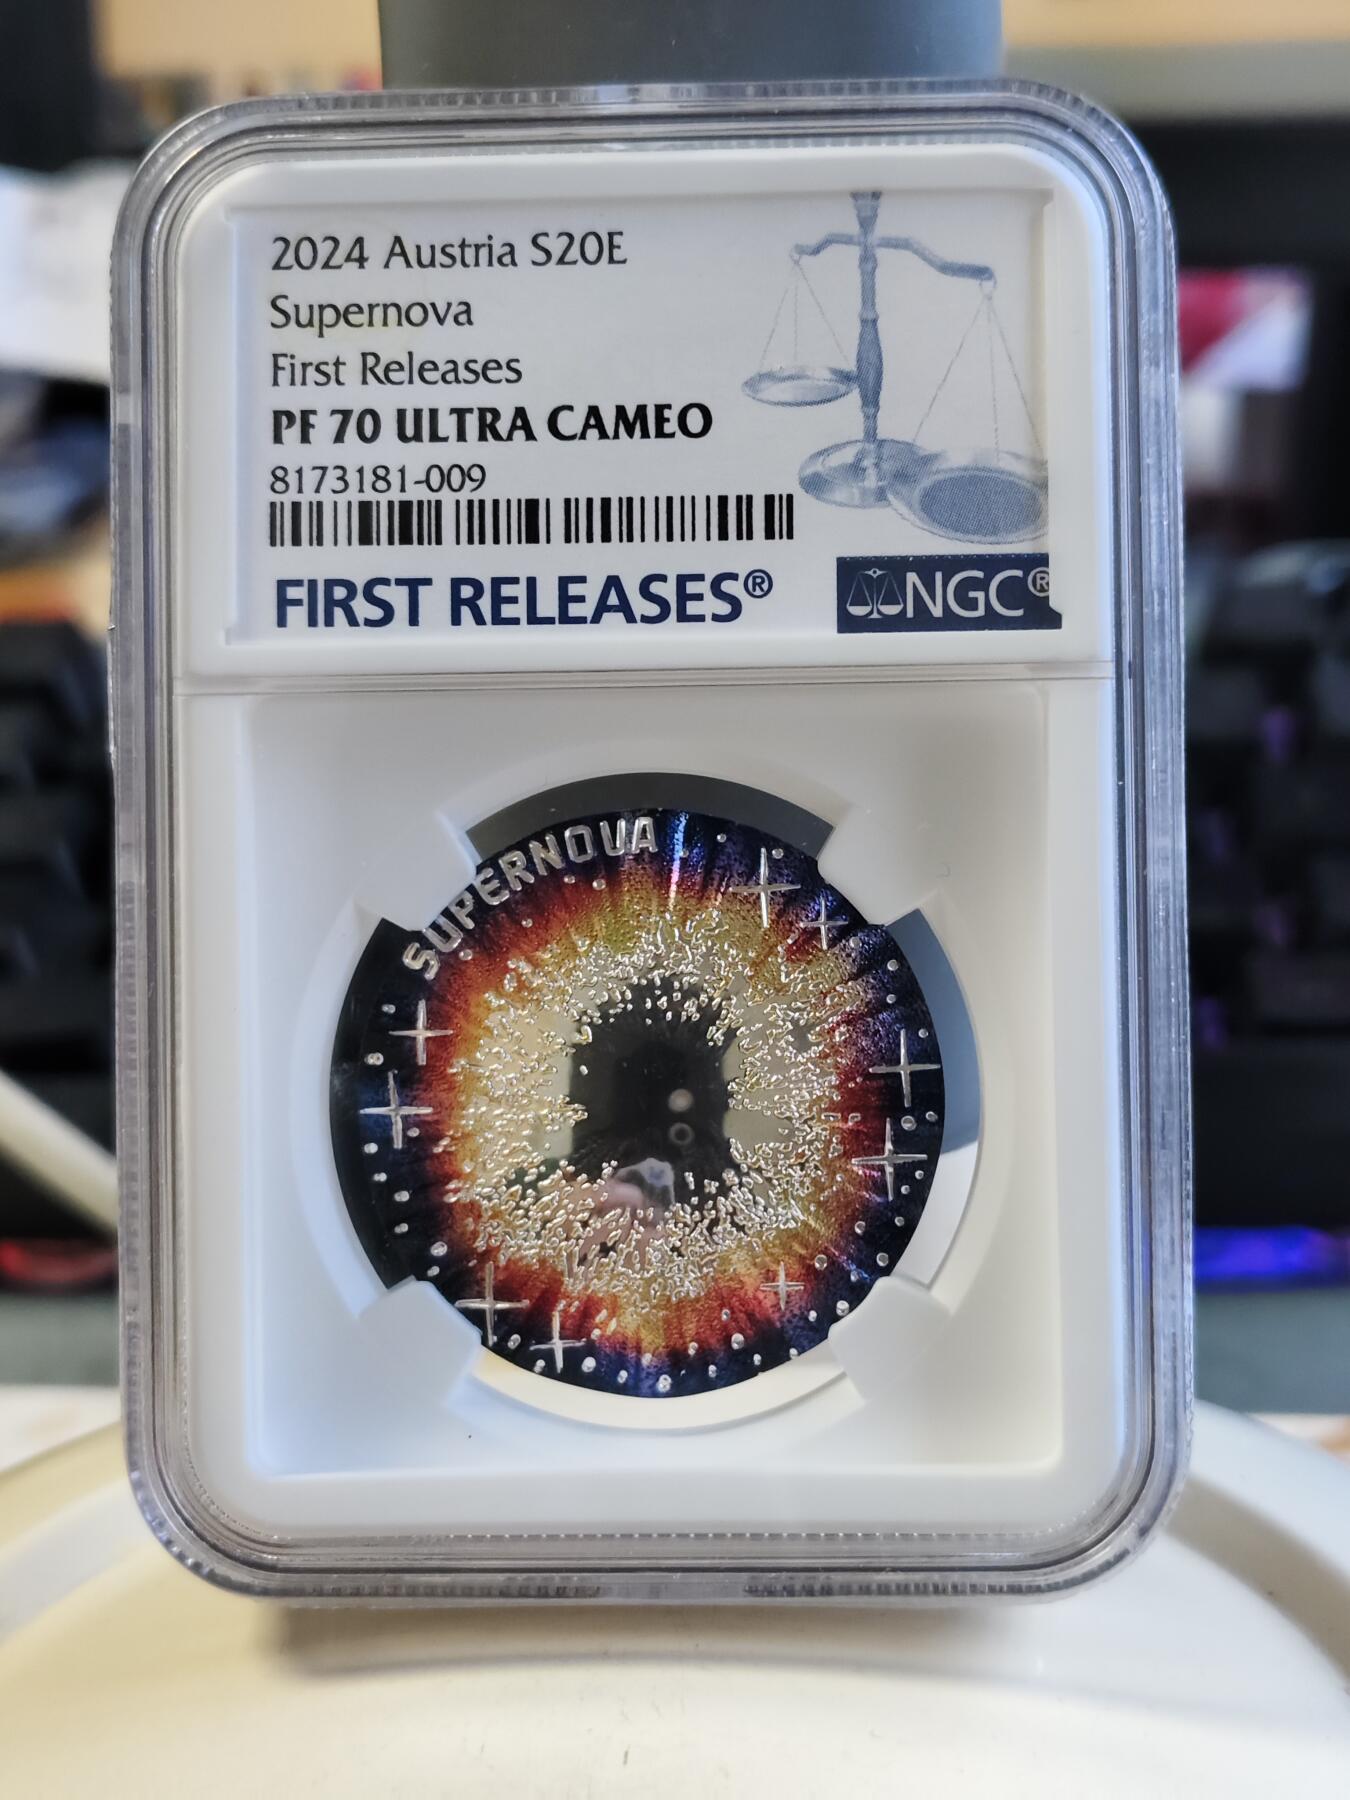 2024 Austria S20E
Supernova
First Releases
PF 70 ULTRA CAMEO
8173181-009
FIRST RELEASES®
NGC®
SUPERNOVA